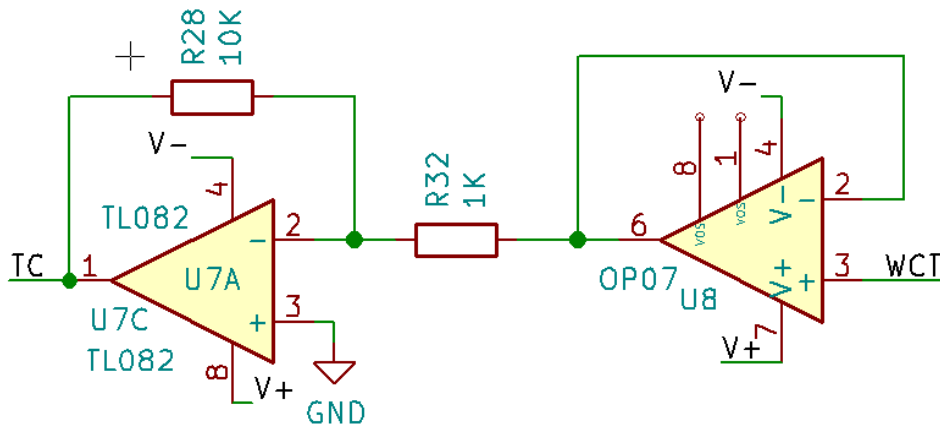 R28
10K
V-
4
TL082
2
-
U7A
TC
1
3
+
U7C
TL082
8
V+
GND
R32
1K
V-
8
1
4
VOS
VOS
V-
2
-
6
OP07
U8
V+
+
3
WCT
7
V+